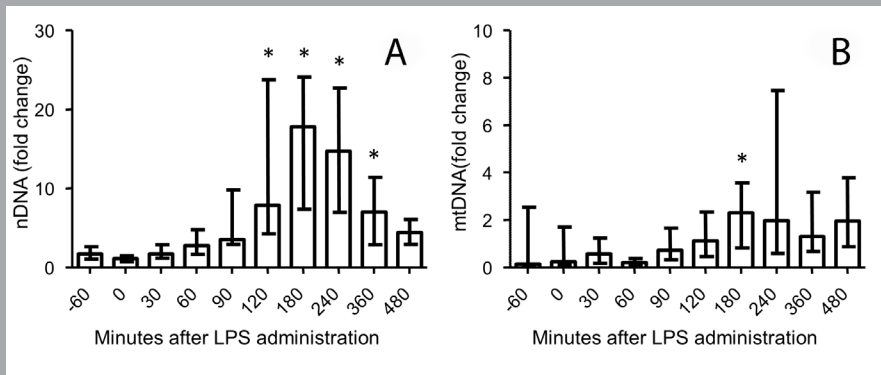 A
nDNA (fold change)
30
20
10
0
* * * *
-60 0 30 60 90 120 180 240 360 480
Minutes after LPS administration
B
mtDNA(fold change)
10
8
6
4
2
0
*
-60 0 30 60 90 120 180 240 360 480
Minutes after LPS administration